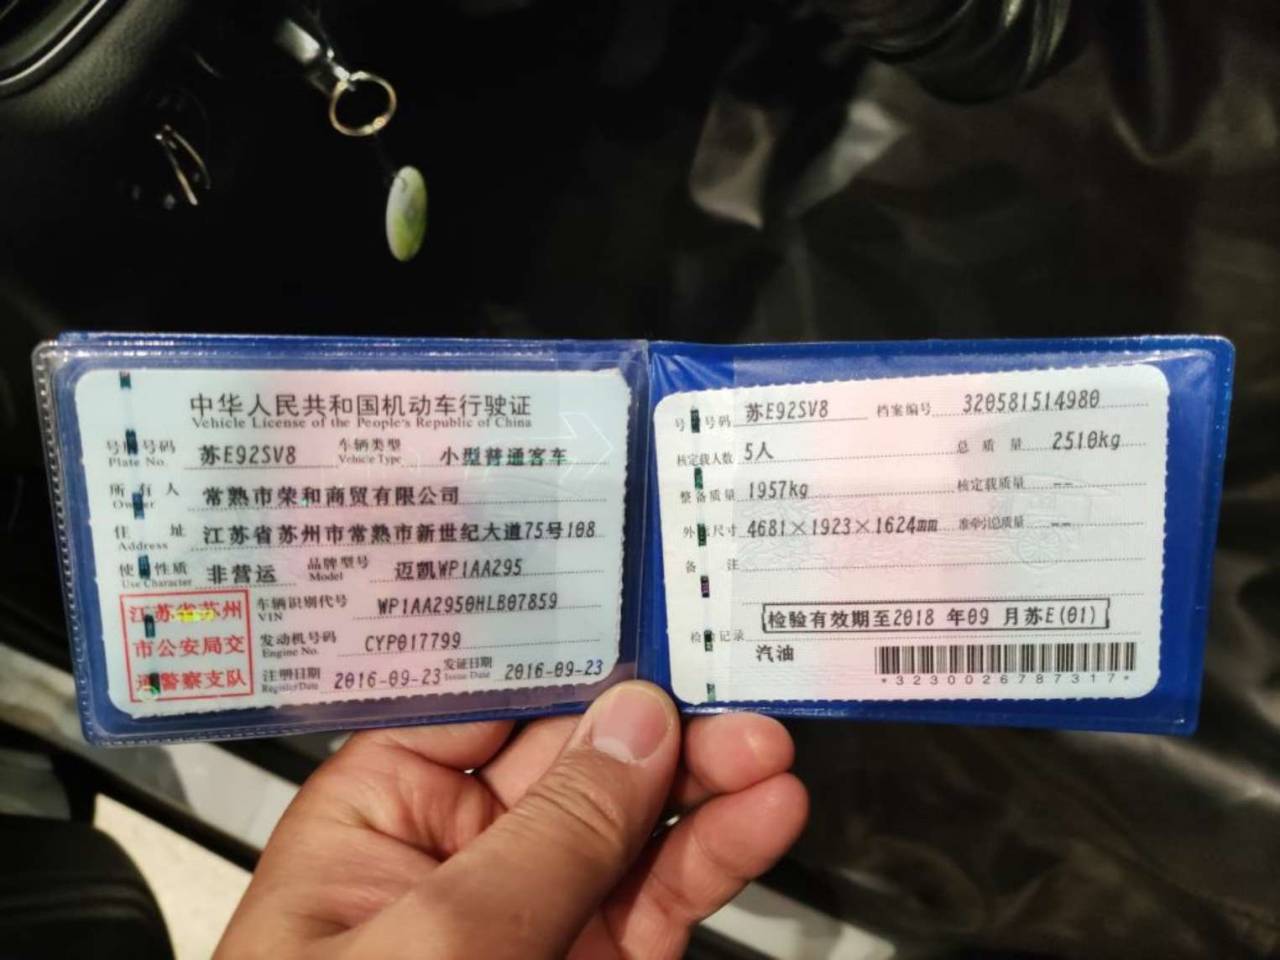 中华人民共和国机动车行驶证
Vehicle License of the People's Republic of China
号牌号码 苏E92SV8 车辆类型 小型普通客车
Plate No. Vehicle Type
所有人 常熟市荣和商贸有限公司
Owner
住址 江苏省苏州市常熟市新世纪大道75号108
Address
使用性质 非营运 品牌型号 迈凯WP1AA295
Use Character Model
江苏省苏州
市公安局交
通警察支队
车辆识别代号 WP1AA2950HLB07859
VIN
发动机号码 CYP017799
Engine No.
注册日期 2016-09-23 发证日期 2016-09-23
Register Date Issue Date
号牌号码 苏E92SV8 档案编号 320581514980
核定载人数 5人 总质量 2510kg
整备质量 1957kg 核定载质量 --
外廓尺寸 4681×1923×1624mm 准牵引总质量 --
备注
检验有效期至2018 年09 月苏E(01)
检验记录
汽油
*3230026787317*